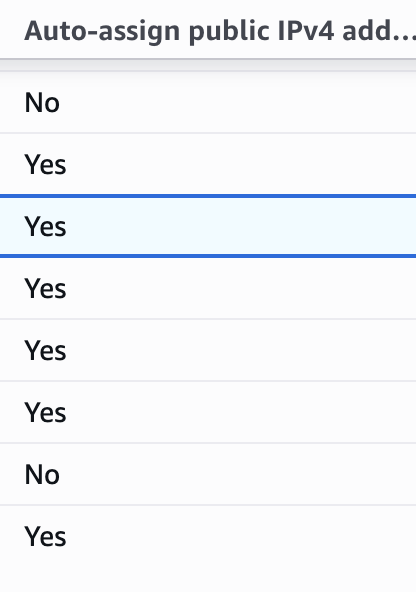 Auto-assign public IPv4 add...
No
Yes
Yes
Yes
Yes
Yes
No
Yes